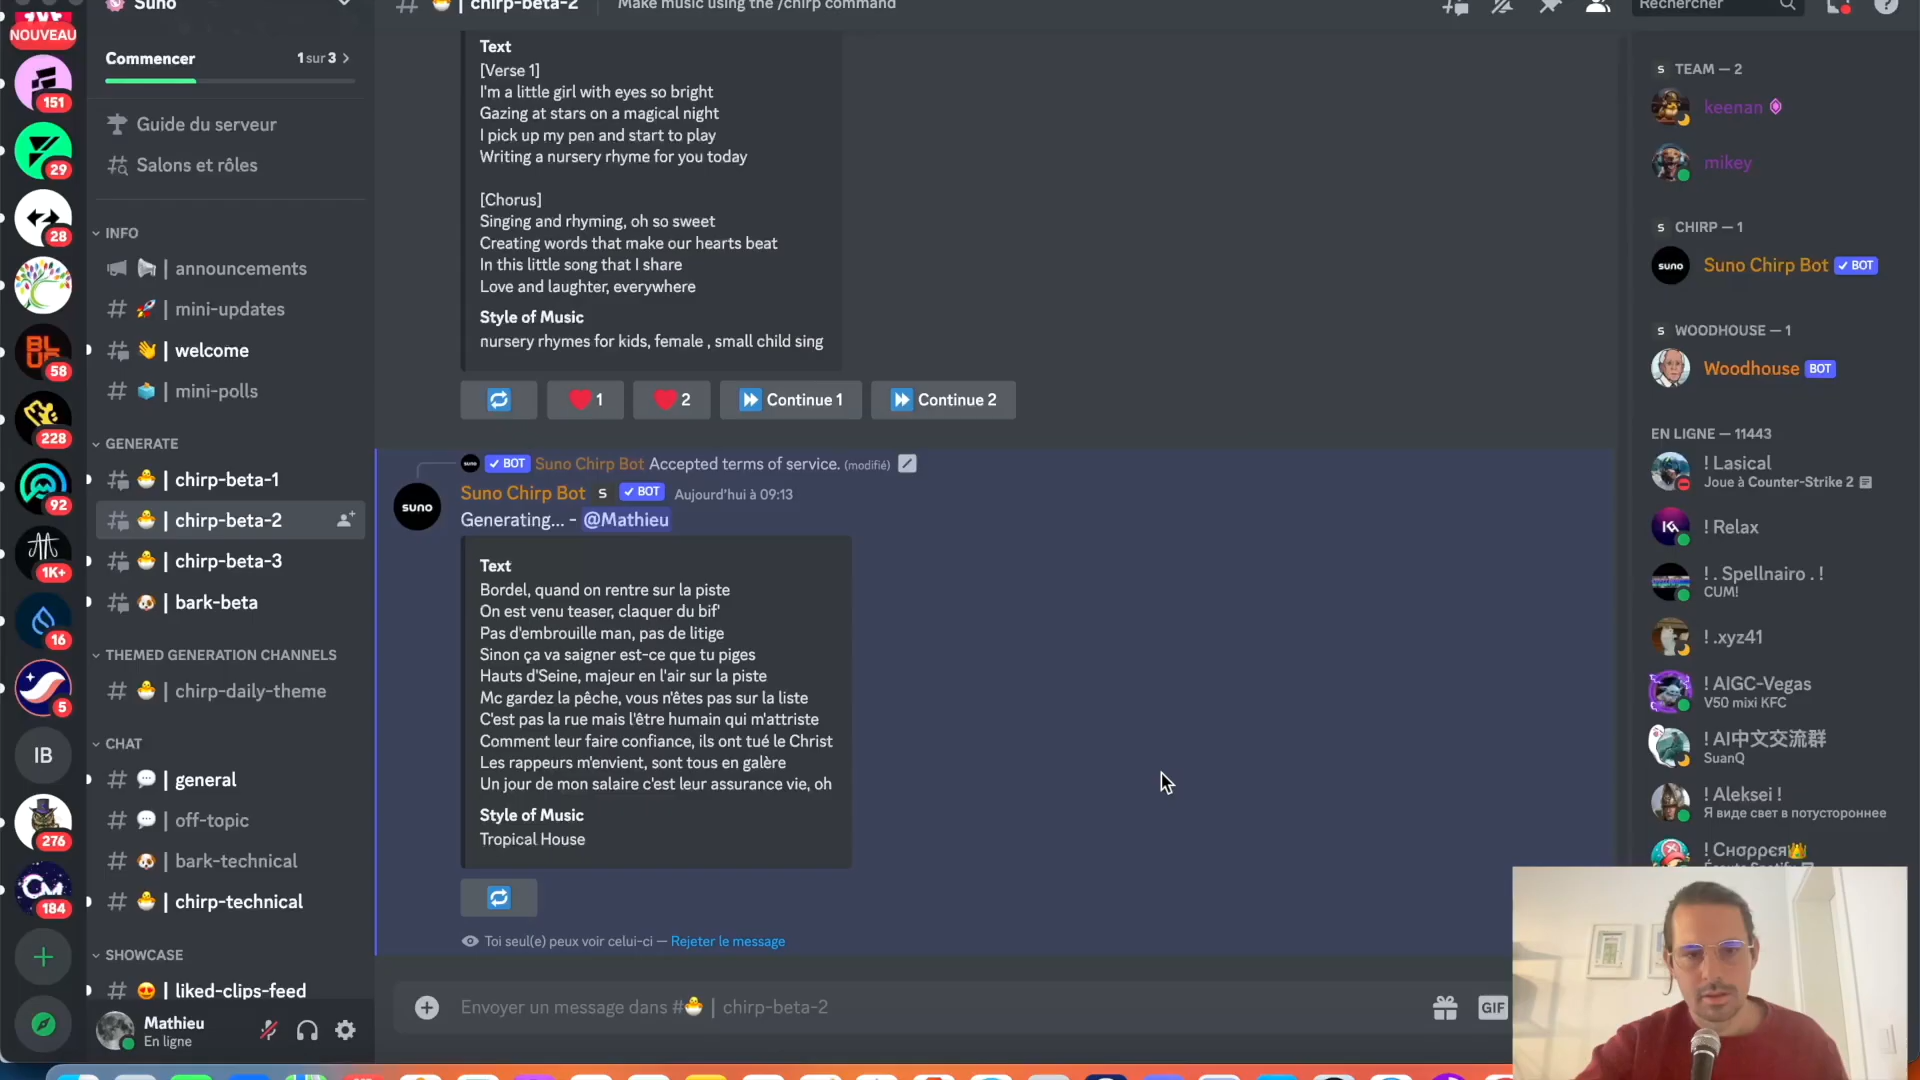 NOUVEAU
151
29
28
58
228
92
1K+
16
5
IB
276
184
Suno
Commencer
1 sur 3
Guide du serveur
Salons et rôles
INFO
announcements
mini-updates
welcome
mini-polls
GENERATE
chirp-beta-1
chirp-beta-2
chirp-beta-3
bark-beta
THEMED GENERATION CHANNELS
chirp-daily-theme
CHAT
general
off-topic
bark-technical
chirp-technical
SHOWCASE
liked-clips-feed
Mathieu
En ligne
chirp-beta-2
Make music using the /chirp command
Rechercher
Text
[Verse 1]
I'm a little girl with eyes so bright
Gazing at stars on a magical night
I pick up my pen and start to play
Writing a nursery rhyme for you today
[Chorus]
Singing and rhyming, oh so sweet
Creating words that make our hearts beat
In this little song that I share
Love and laughter, everywhere
Style of Music
nursery rhymes for kids, female , small child sing
1
2
Continue 1
Continue 2
BOT Suno Chirp Bot Accepted terms of service. (modifié)
suno
Suno Chirp Bot S BOT Aujourd'hui à 09:13
Generating... - @Mathieu
Text
Bordel, quand on rentre sur la piste
On est venu teaser, claquer du bif'
Pas d'embrouille man, pas de litige
Sinon ça va saigner est-ce que tu piges
Hauts d'Seine, majeur en l'air sur la piste
Mc gardez la pêche, vous n'êtes pas sur la liste
C'est pas la rue mais l'être humain qui m'attriste
Comment leur faire confiance, ils ont tué le Christ
Les rappeurs m'envient, sont tous en galère
Un jour de mon salaire c'est leur assurance vie, oh
Style of Music
Tropical House
Toi seul(e) peux voir celui-ci — Rejeter le message
Envoyer un message dans # | chirp-beta-2
GIF
S TEAM — 2
keenan
mikey
S CHIRP — 1
suno
Suno Chirp Bot BOT
S WOODHOUSE — 1
Woodhouse BOT
EN LIGNE — 11443
! Lasical
Joue à Counter-Strike 2
! Relax
! . Spellnairo . !
CUM!
! .xyz41
! AIGC-Vegas
V50 mixi KFC
! AI中文交流群
SuanQ
! Aleksei !
Я виде свет в потустороннее